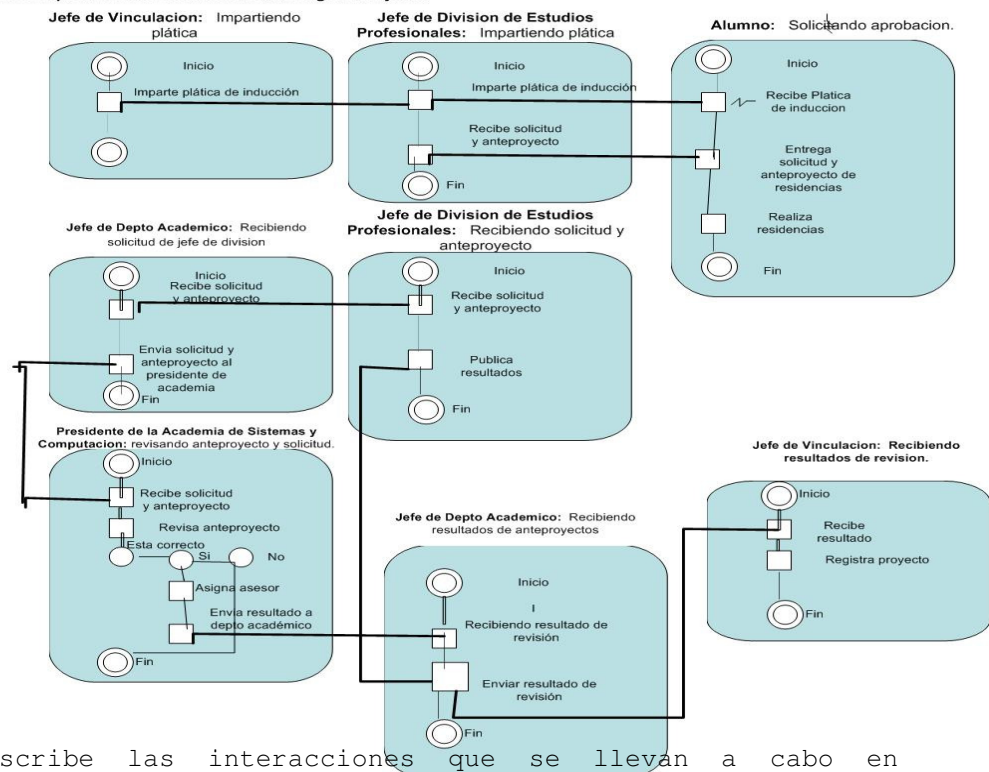 Jefe de Vinculacion: Impartiendo
plática
Inicio
Imparte plática de inducción
Jefe de Division de Estudios
Profesionales: Impartiendo plática
Inicio
Imparte plática de inducción
Recibe solicitud
y anteproyecto
Fin
Alumno: Solicitando aprobacion.
Inicio
Recibe Platica
de induccion
Entrega
solicitud y
anteproyecto de
residencias
Realiza
residencias
Fin
Jefe de Depto Academico: Recibiendo
solicitud de jefe de division
Inicio
Recibe solicitud
y anteproyecto
Envia solicitud y
anteproyecto al
presidente de
academia
Fin
Jefe de Division de Estudios
Profesionales: Recibiendo solicitud y
anteproyecto
Inicio
Recibe solicitud
y anteproyecto
Publica
resultados
Fin
Presidente de la Academia de Sistemas y
Computacion: revisando anteproyecto y solicitud.
Inicio
Recibe solicitud
y anteproyecto
Revisa anteproyecto
Esta correcto
Si
No
Asigna asesor
Envia resultado a
depto académico
Fin
Jefe de Depto Academico: Recibiendo
resultados de anteproyectos
Inicio
I
Recibiendo resultado de
revisión
Enviar resultado de
revisión
Fin
Jefe de Vinculacion: Recibiendo
resultados de revision.
Inicio
Recibe
resultado
Registra proyecto
Fin
scribe las interacciones que se llevan a cabo en